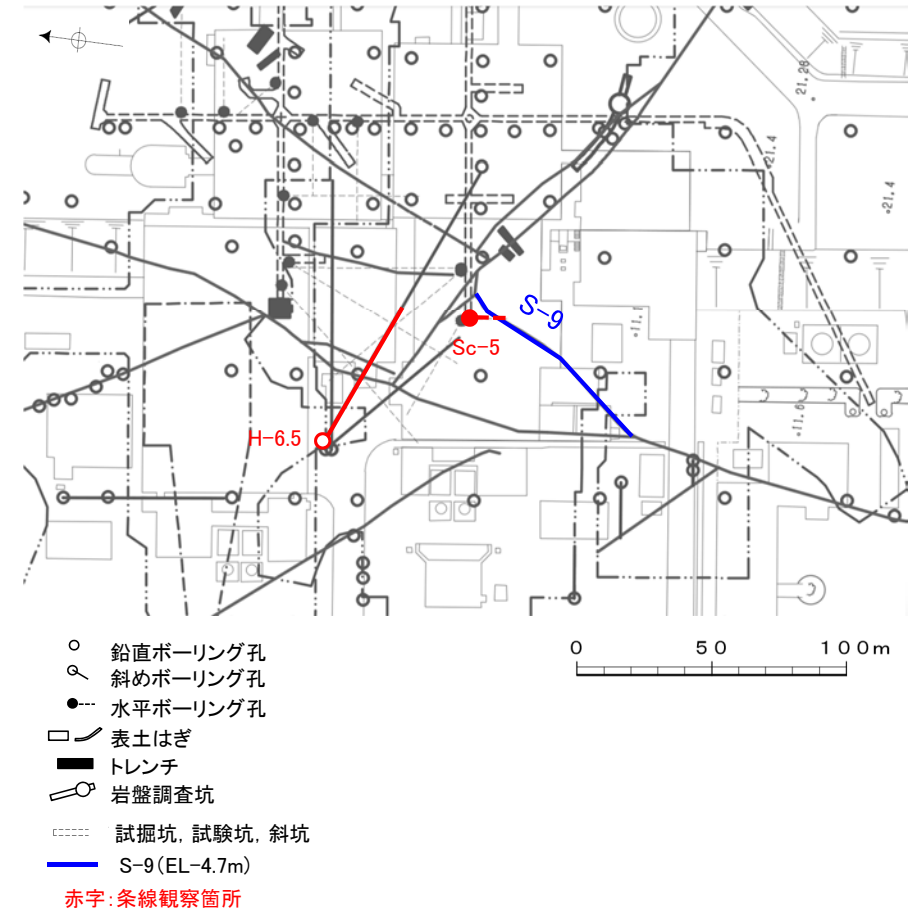 21.28
21.4
21.4
S-9
11.1
Sc-5
H-6.5
11.6
鉛直ボーリング孔
斜めボーリング孔
水平ボーリング孔
表土はぎ
トレンチ
岩盤調査坑
試掘坑, 試験坑, 斜坑
S-9(EL-4.7m)
赤字:条線観察箇所
0 50 100m